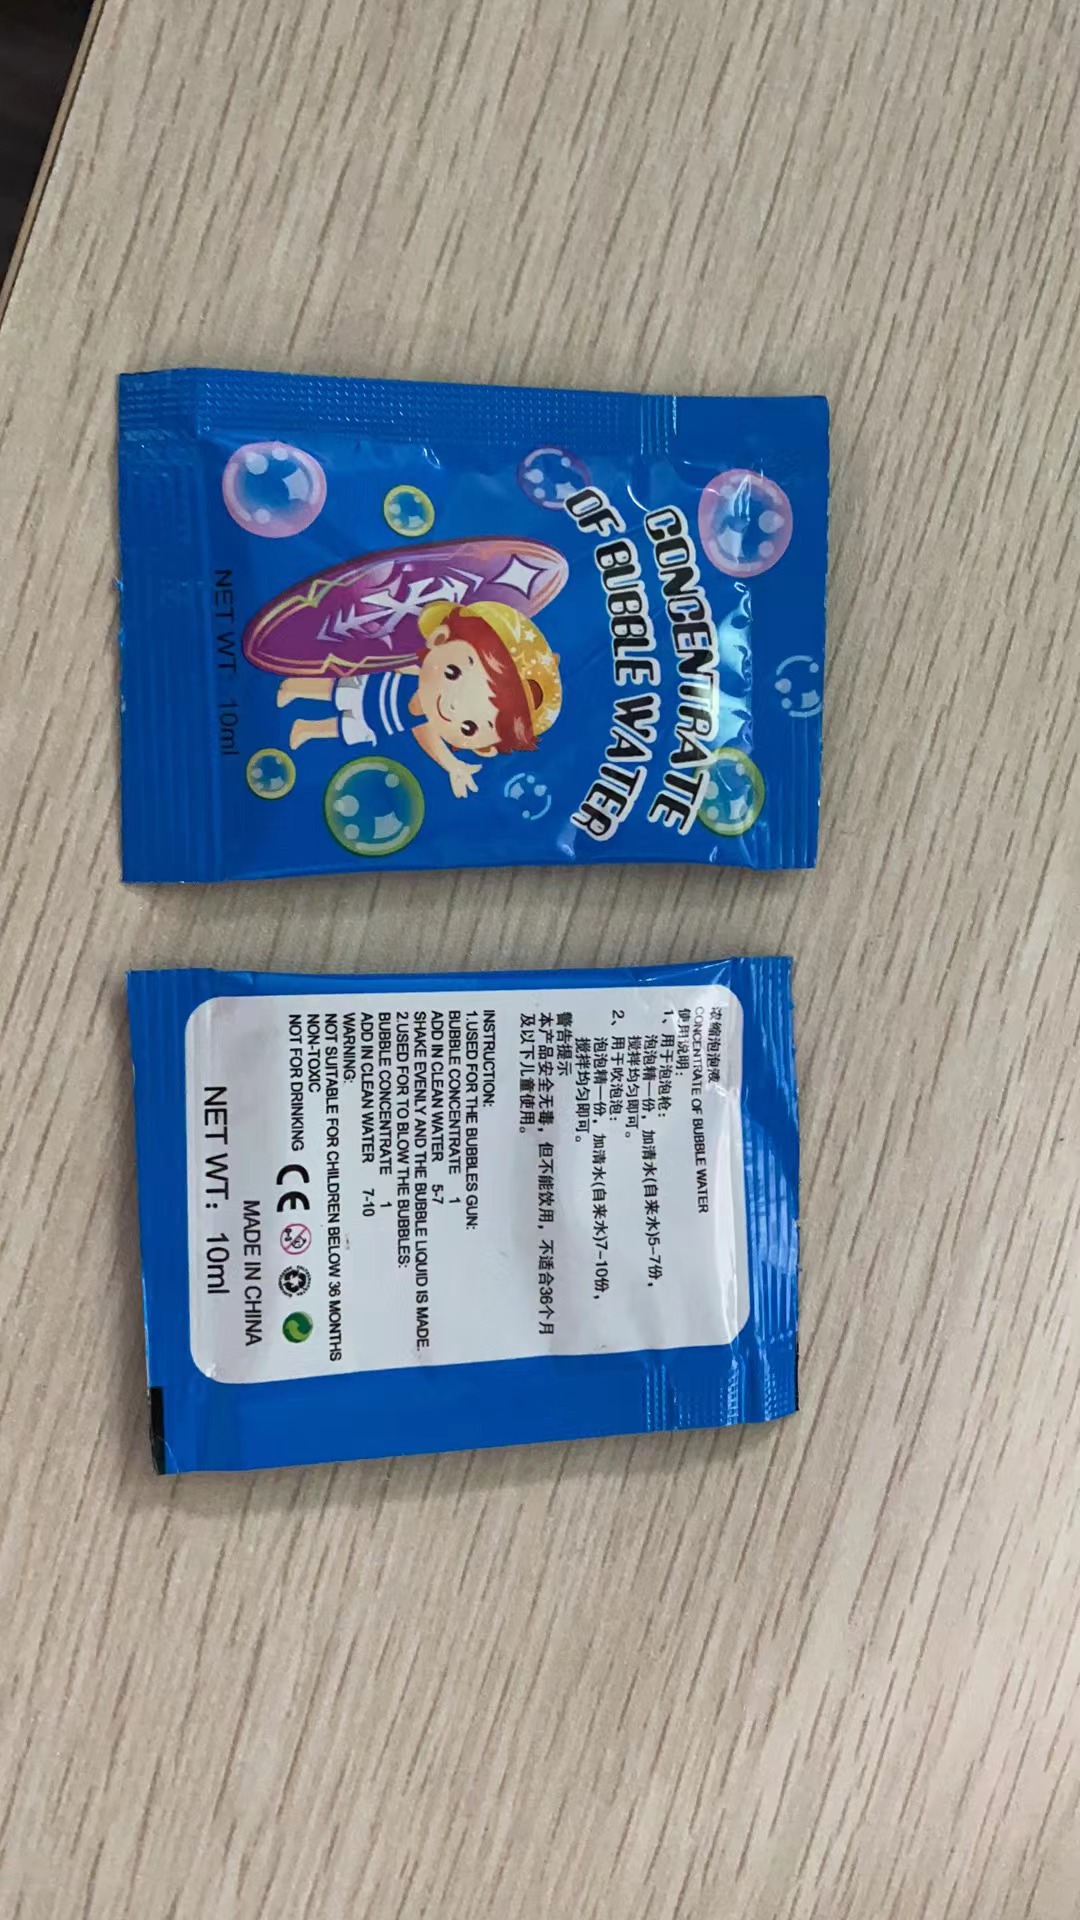 CONCENTRATE
OF BUBBLE WATER
NET WT: 10ml
浓缩泡泡液
CONCENTRATE OF BUBBLE WATER
使用说明:
1、用于泡泡枪:
泡泡精一份，加清水(自来水)5-7份，
搅拌均匀即可。
2、用于吹泡泡:
泡泡精一份，加清水(自来水)7-10份，
搅拌均匀即可。
警告提示
本产品安全无毒，但不能饮用，不适合36个月
及以下儿童使用。
INSTRUCTION:
1.USED FOR THE BUBBLES GUN:
BUBBLE CONCENTRATE 1
ADD IN CLEAN WATER 5-7
SHAKE EVENLY AND THE BUBBLE LIQUID IS MADE.
2.USED FOR TO BLOW THE BUBBLES:
BUBBLE CONCENTRATE 1
ADD IN CLEAN WATER 7-10
WARNING:
NOT SUITABLE FOR CHILDREN BELOW 36 MONTHS
NON-TOXIC
NOT FOR DRINKING CE
MADE IN CHINA
NET WT: 10ml